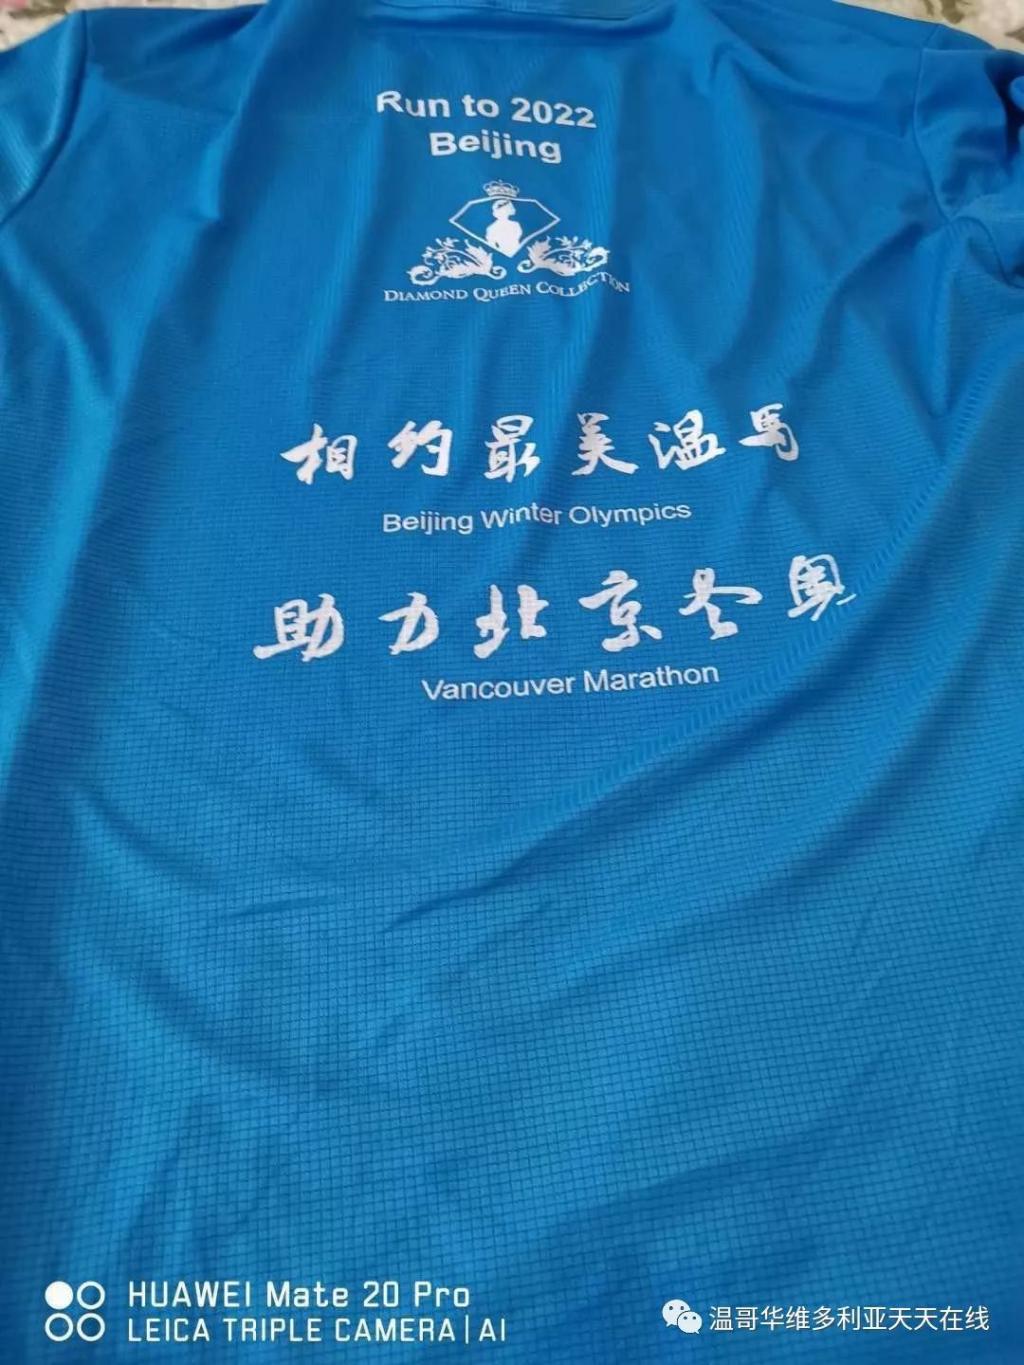 Run to 2022
Beijing
DIAMOND QUEEN COLLECTION
相约最美温馬
Beijing Winter Olympics
助力北京冬奥
Vancouver Marathon
HUAWEI Mate 20 Pro
LEICA TRIPLE CAMERA | AI
温哥华维多利亚天天在线